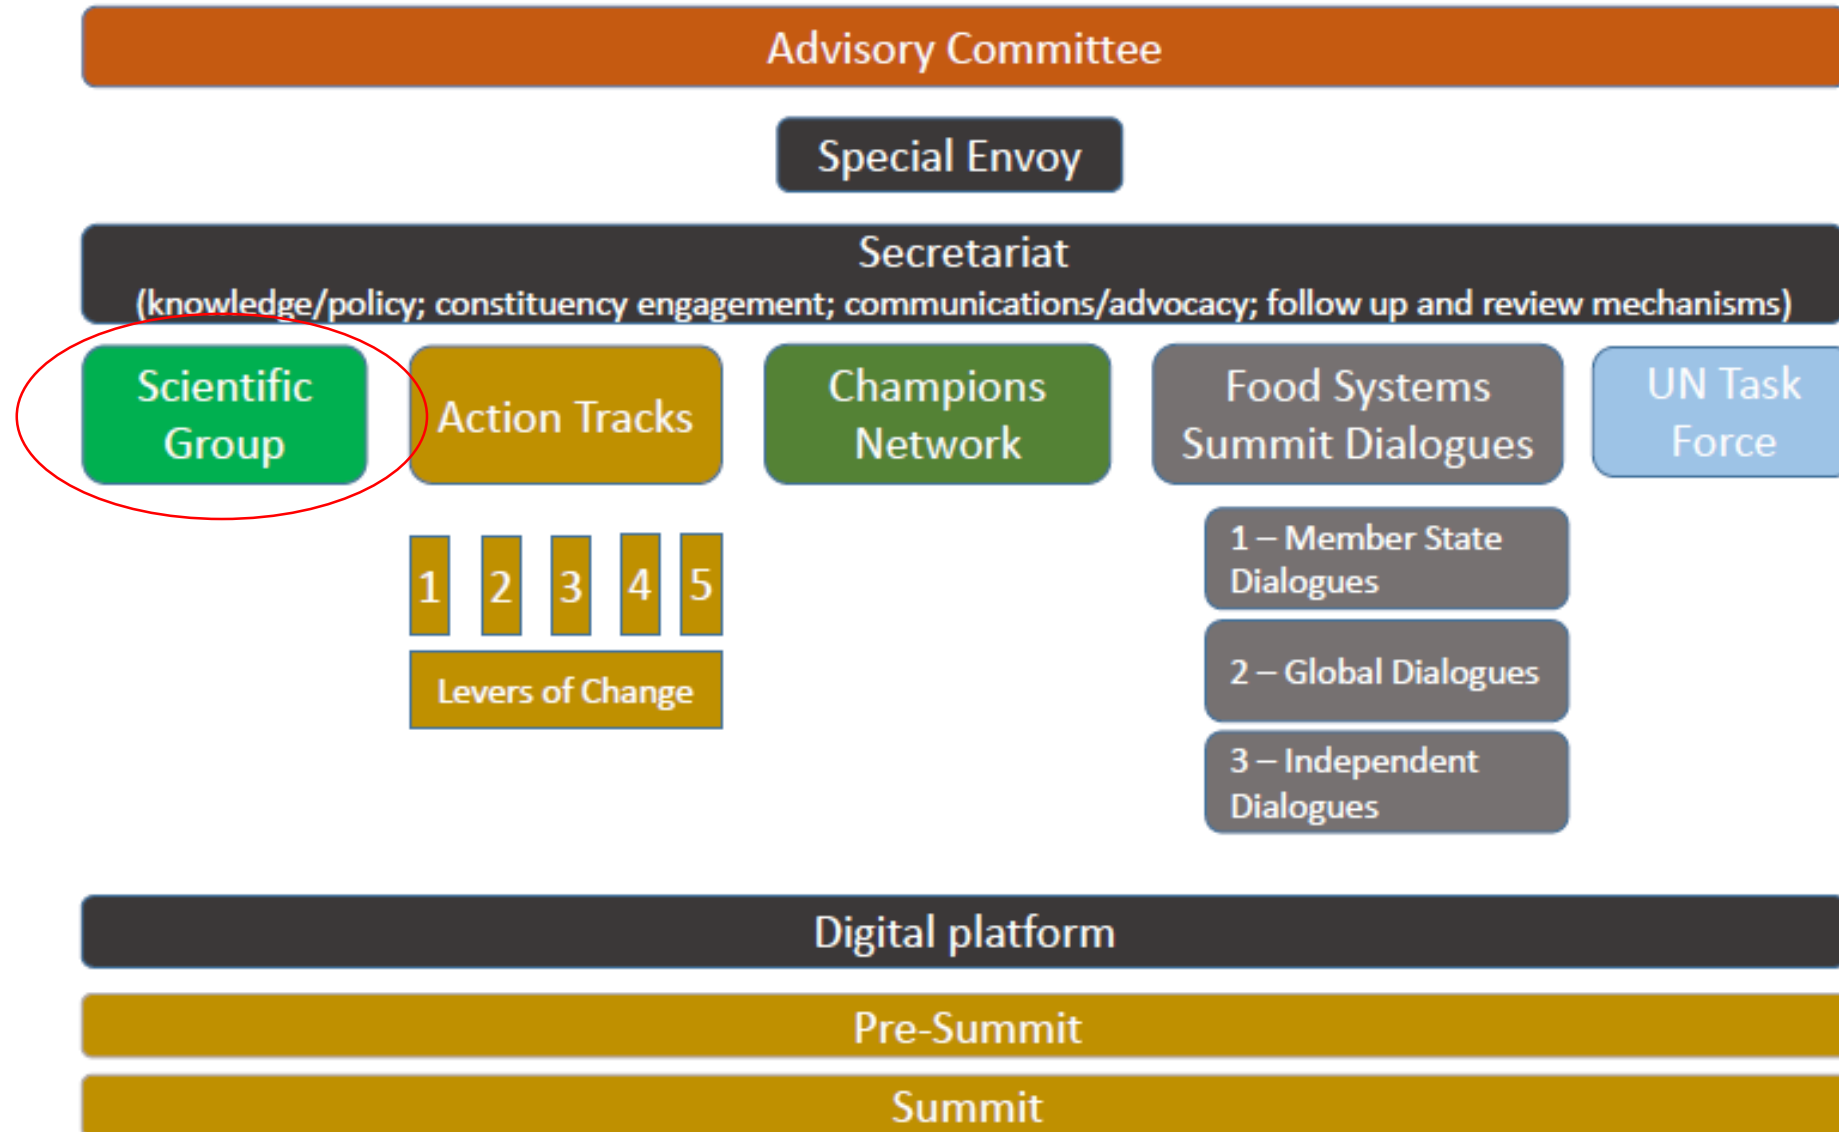 Advisory Committee
Special Envoy
Secretariat
(knowledge/policy; constituency engagement; communications/advocacy; follow up and review mechanisms)
Scientific
Group
Action Tracks
Champions
Network
Food Systems
Summit Dialogues
UN Task
Force
1 2 3 4 5
Levers of Change
1 – Member State
Dialogues
2 – Global Dialogues
3 – Independent
Dialogues
Digital platform
Pre-Summit
Summit